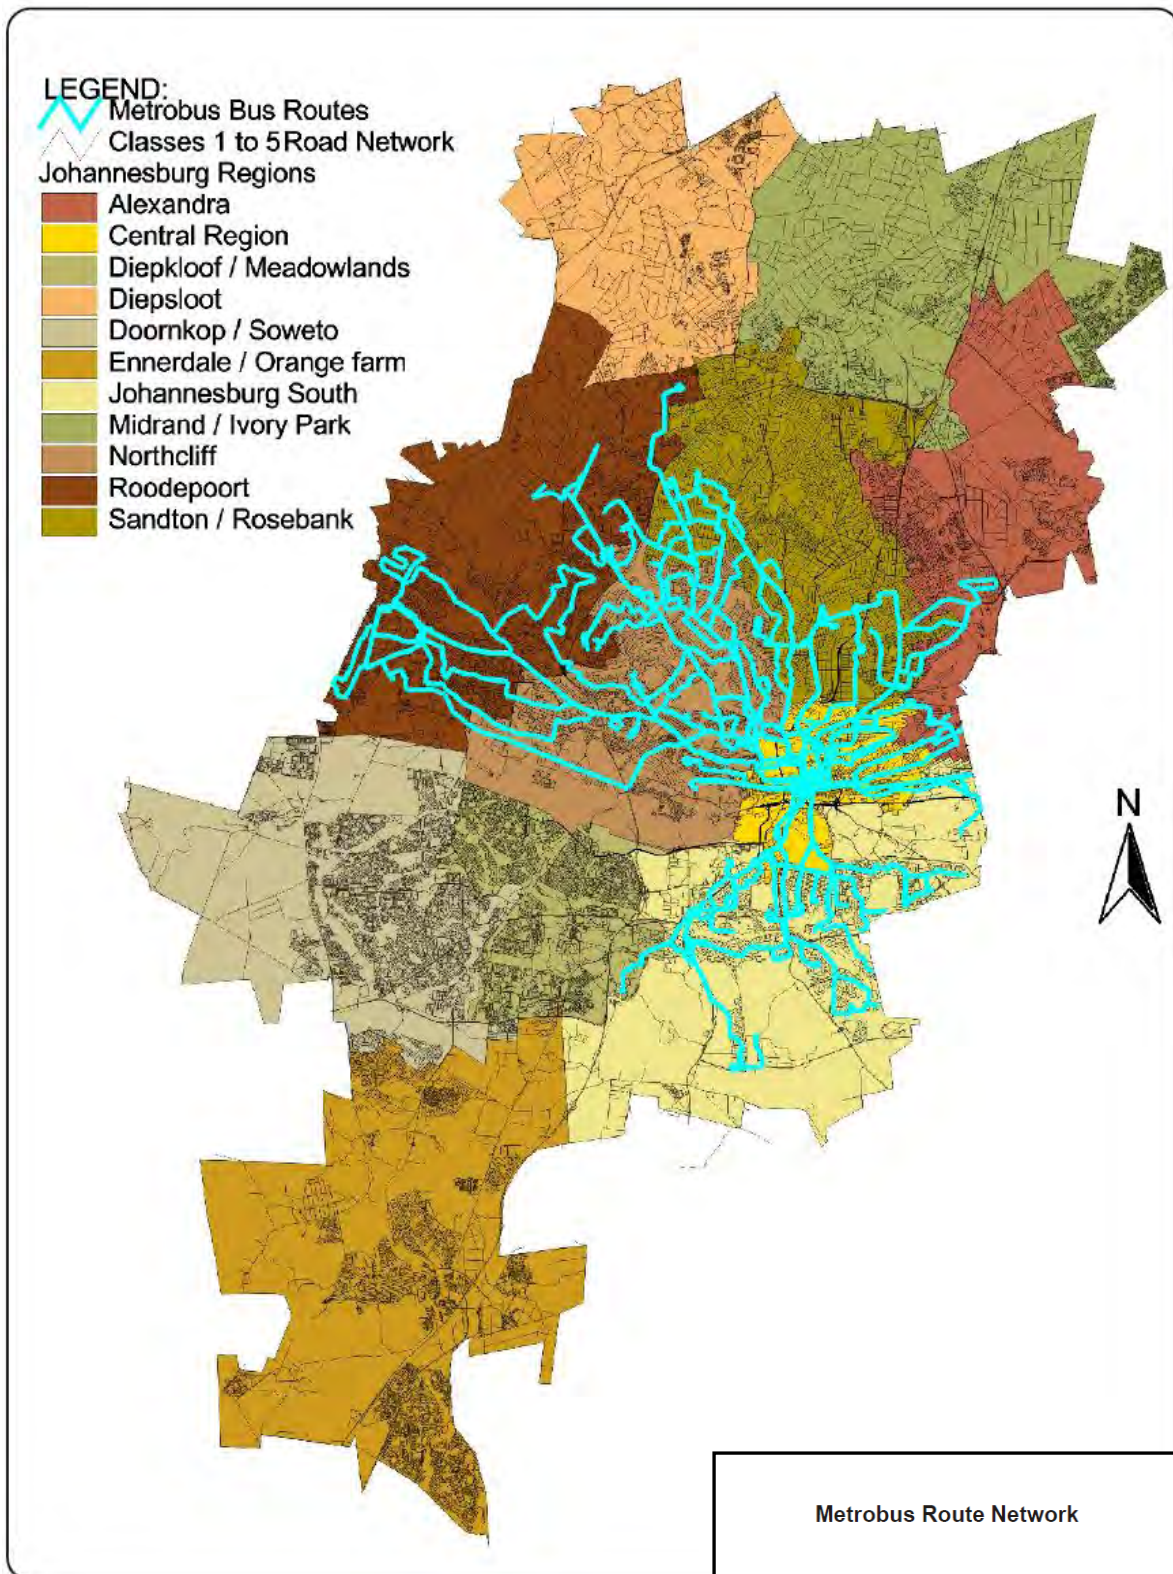 LEGEND:
Metrobus Bus Routes
Classes 1 to 5 Road Network
Johannesburg Regions
Alexandra
Central Region
Diepkloof / Meadowlands
Diepsloot
Doornkop / Soweto
Ennerdale / Orange farm
Johannesburg South
Midrand / Ivory Park
Northcliff
Roodepoort
Sandton / Rosebank
N
Metrobus Route Network